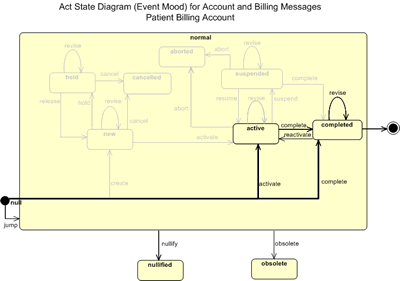 Act State Diagram (Event Mood) for Account and Billing Messages
Patient Billing Account
normal
revise
revise
aborted
abort
suspended
held
cancel
cancelled
complete
release
hold
revise
abort
resume
revise
suspend
revise
cancel
new
activate
active
complete
reactivate
completed
create
activate
complete
null
jump
nullify
obsolete
nullified
obsolete